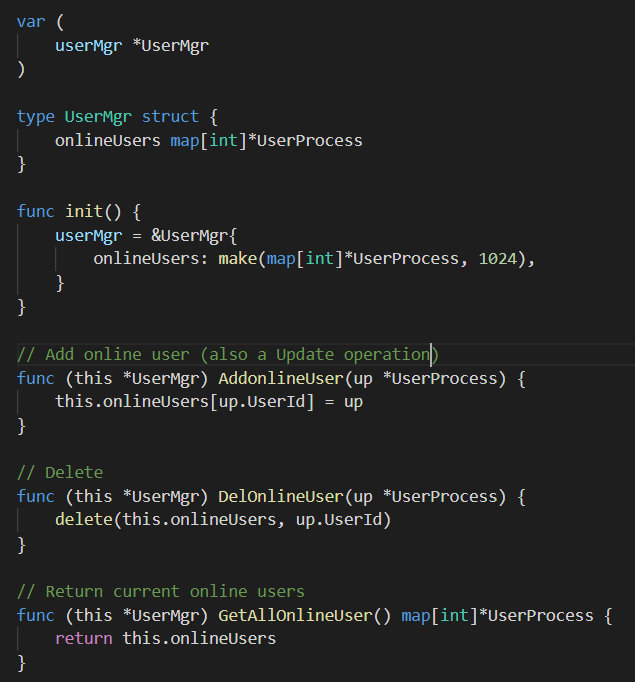 var (
    userMgr *UserMgr
)

type UserMgr struct {
    onlineUsers map[int]*UserProcess
}

func init() {
    userMgr = &UserMgr{
        onlineUsers: make(map[int]*UserProcess, 1024),
    }
}

// Add online user (also a Update operation)
func (this *UserMgr) AddonlineUser(up *UserProcess) {
    this.onlineUsers[up.UserId] = up
}

// Delete
func (this *UserMgr) DelOnlineUser(up *UserProcess) {
    delete(this.onlineUsers, up.UserId)
}

// Return current online users
func (this *UserMgr) GetAllOnlineUser() map[int]*UserProcess {
    return this.onlineUsers
}